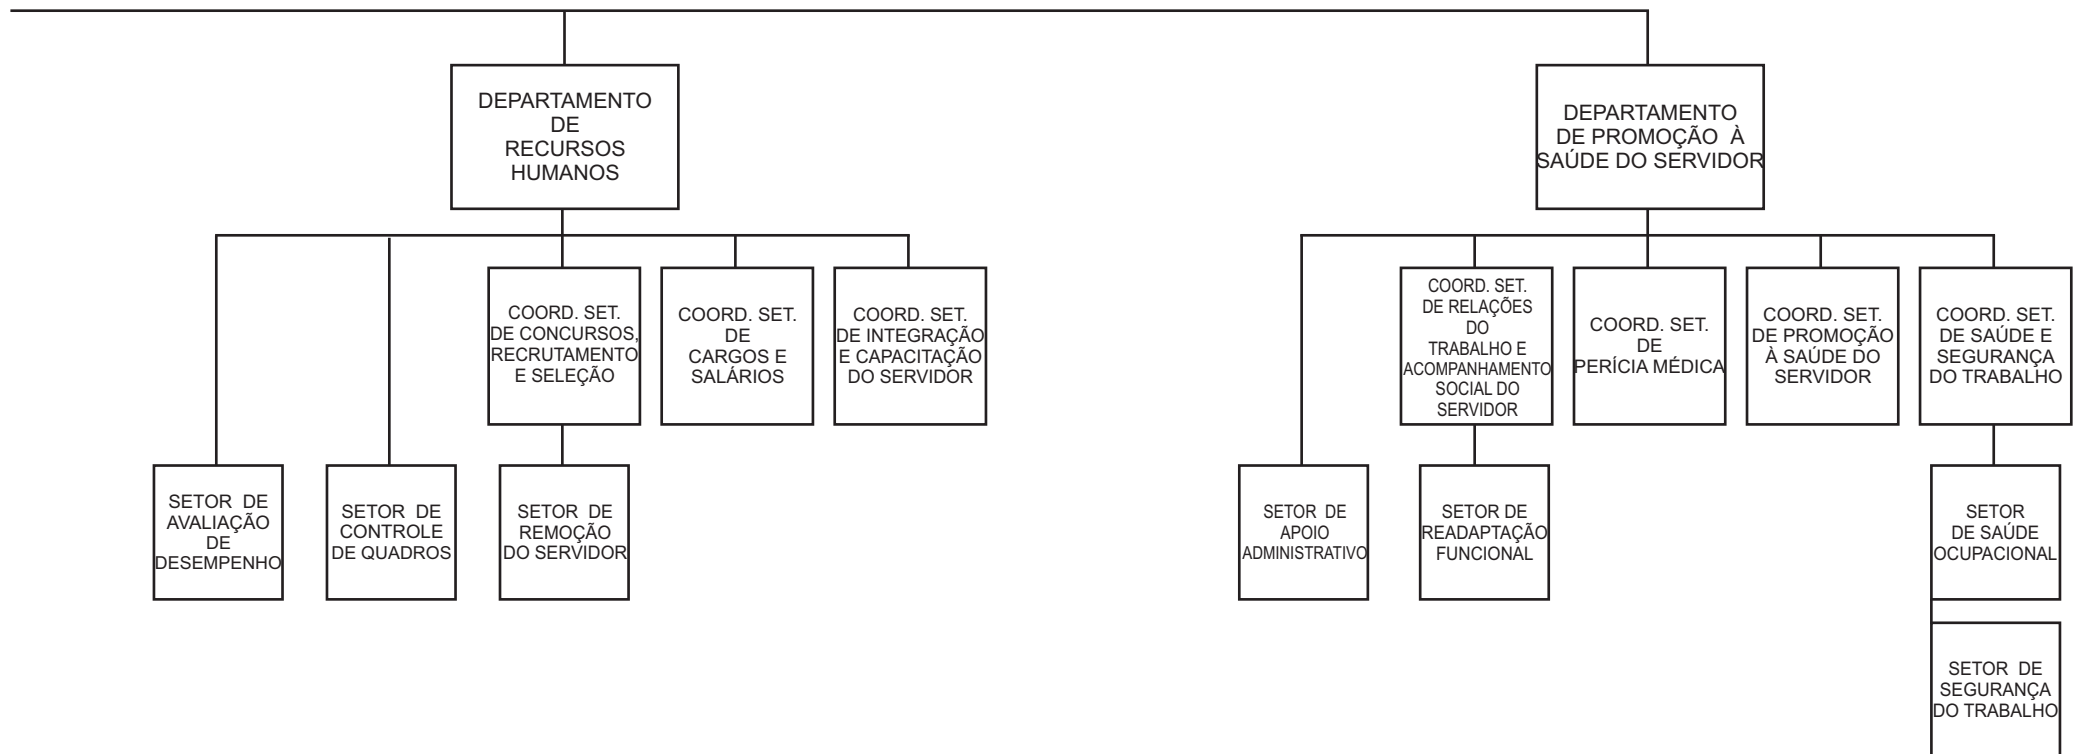 DEPARTAMENTO
DE
RECURSOS
HUMANOS
DEPARTAMENTO
DE PROMOÇÃO À
SAÚDE DO SERVIDOR
COORD. SET.
DE CONCURSOS,
RECRUTAMENTO
E SELEÇÃO
COORD. SET.
DE
CARGOS E
SALÁRIOS
COORD. SET.
DE INTEGRAÇÃO
E CAPACITAÇÃO
DO SERVIDOR
COORD. SET.
DE RELAÇÕES
DO
TRABALHO E
ACOMPANHAMENTO
SOCIAL DO
SERVIDOR
COORD. SET.
DE
PERÍCIA MÉDICA
COORD. SET.
DE PROMOÇÃO
À SAÚDE DO
SERVIDOR
COORD. SET.
DE SAÚDE E
SEGURANÇA
DO TRABALHO
SETOR DE
AVALIAÇÃO
DE
DESEMPENHO
SETOR DE
CONTROLE
DE QUADROS
SETOR DE
REMOÇÃO
DO SERVIDOR
SETOR DE
APOIO
ADMINISTRATIVO
SETOR DE
READAPTAÇÃO
FUNCIONAL
SETOR
DE SAÚDE
OCUPACIONAL
SETOR DE
SEGURANÇA
DO TRABALHO